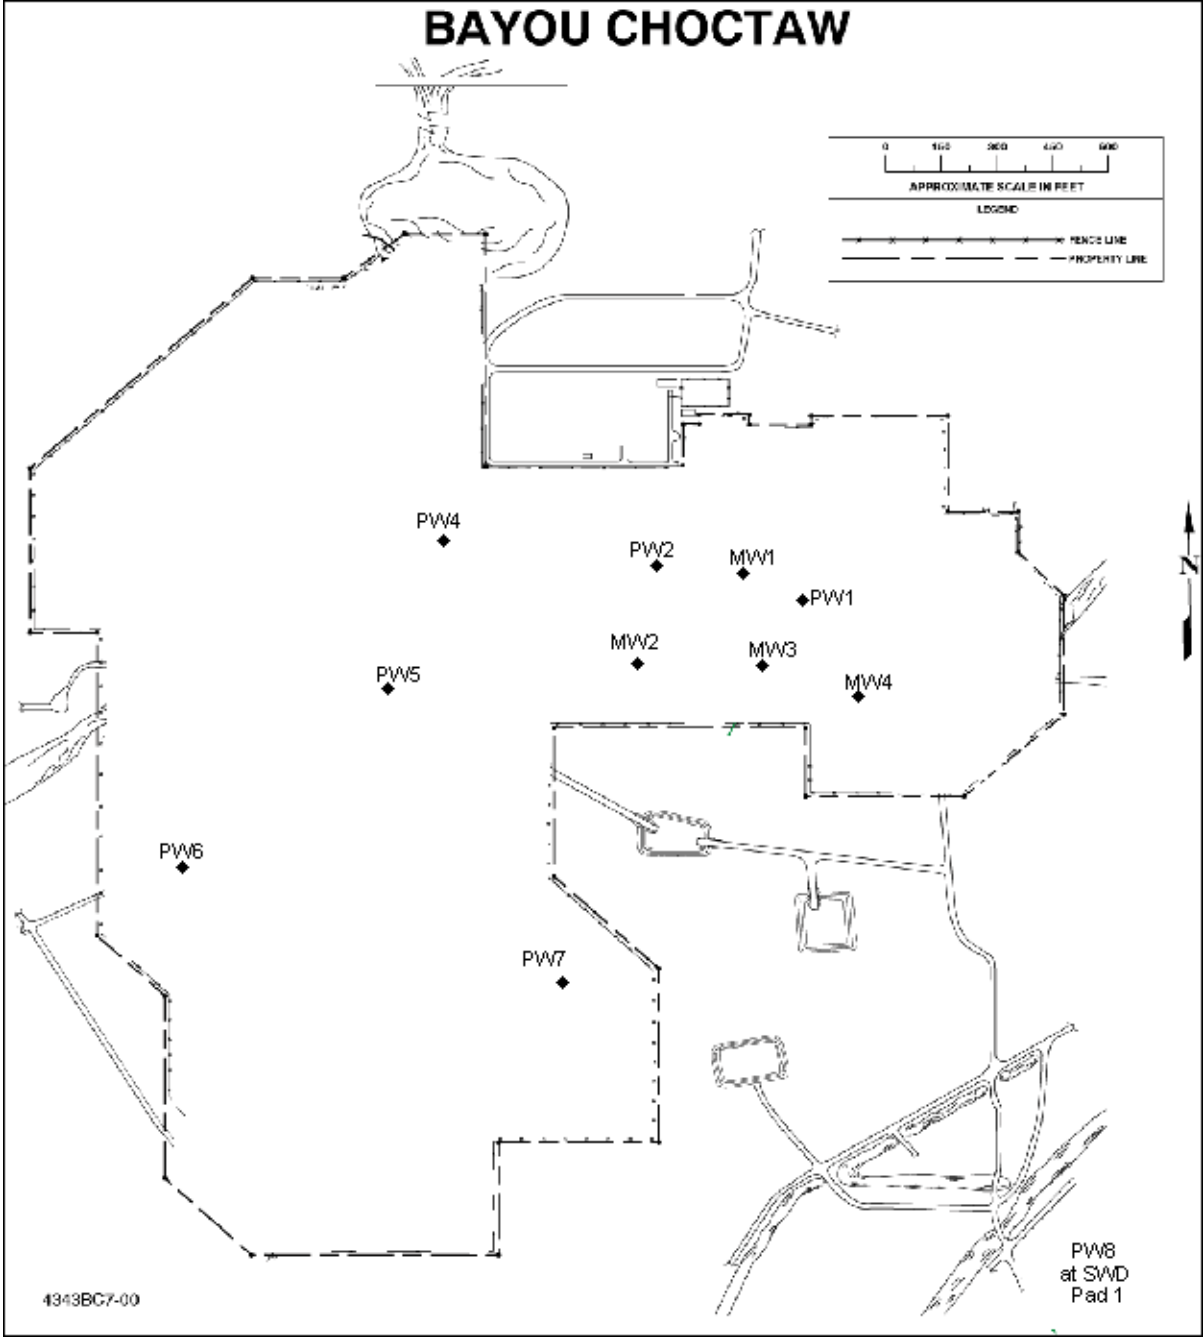 BAYOU CHOCTAW
0 150 300 450 600
APPROXIMATE SCALE IN FEET
LEGEND
FENCE LINE
PROPERTY LINE
PW4
PW2
MW1
N
PW1
MW2
MW3
PW5
MW4
PW6
PW7
PW8
at SWD
Pad 1
4343BC7-00